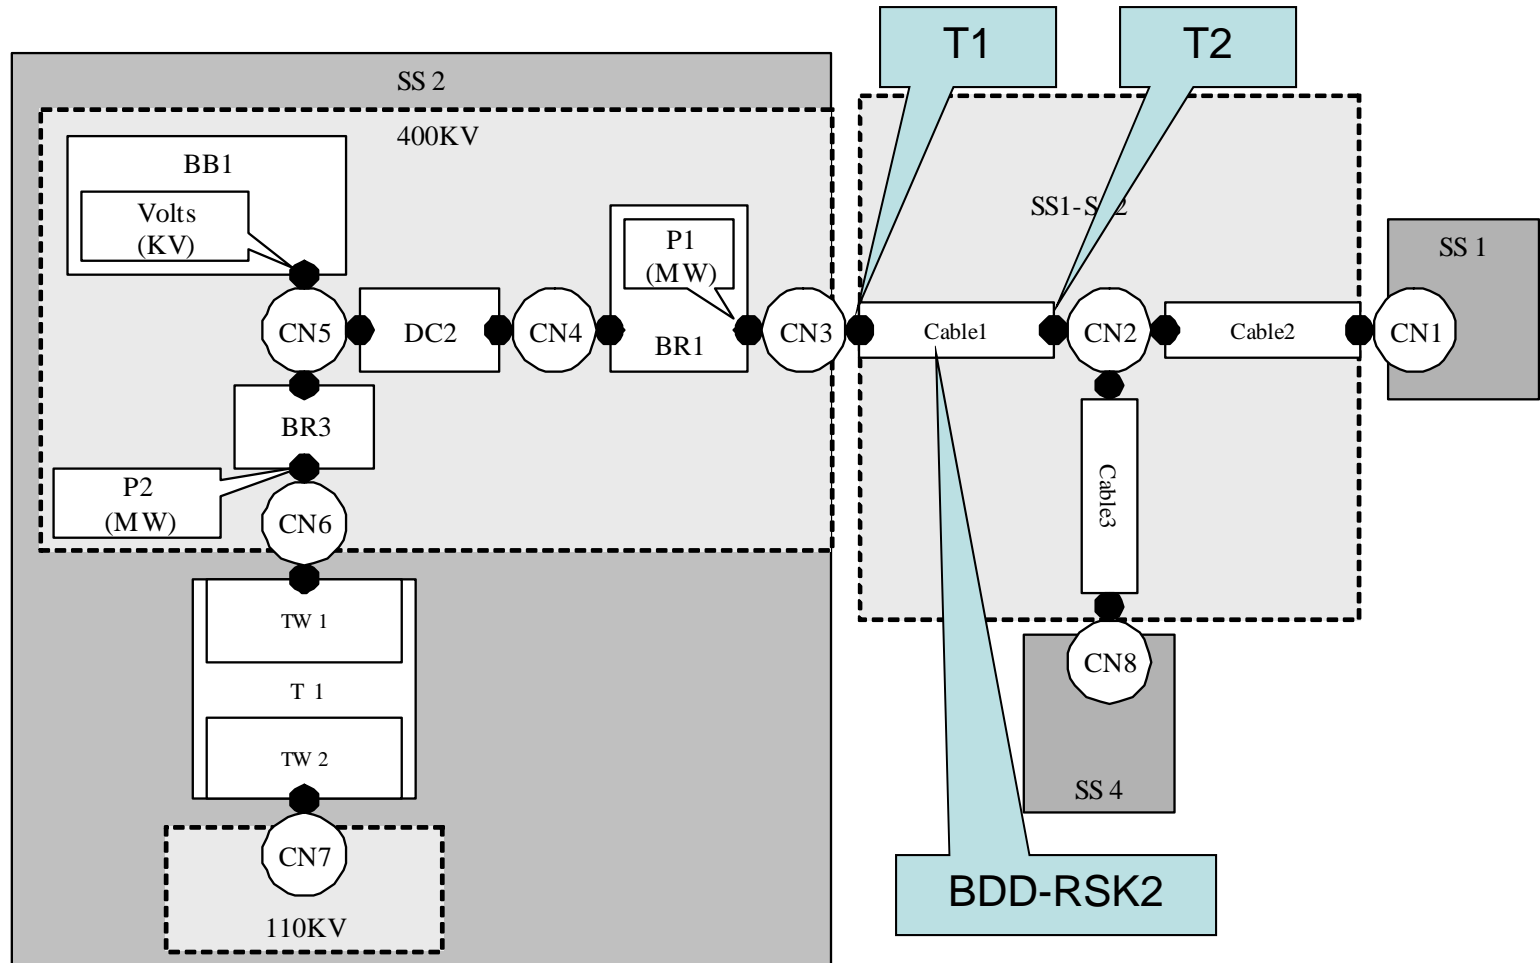 T1
T2
SS 2
400KV
BB1
Volts
(KV)
P1
(MW)
SS1-S 2
SS 1
CN5
DC2
CN4
BR1
CN3
Cable1
CN2
Cable2
CN1
BR3
P2
(MW)
CN6
Cable3
TW 1
T 1
TW 2
CN8
SS 4
CN7
110KV
BDD-RSK2